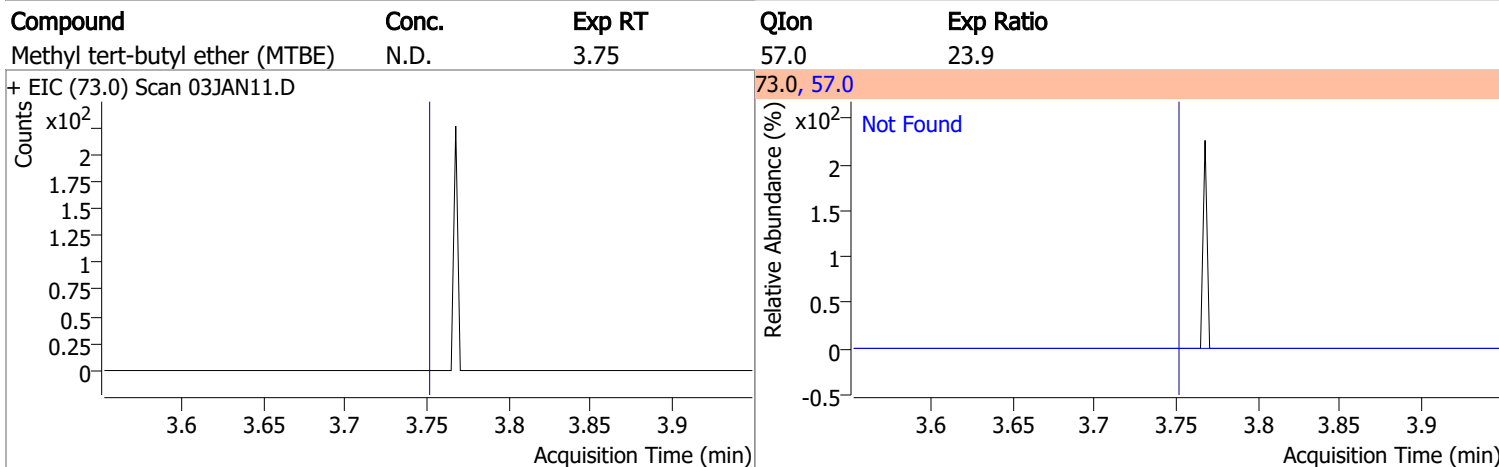 Compound Conc. Exp RT QIon Exp Ratio
Methyl tert-butyl ether (MTBE) N.D. 3.75 57.0 23.9
+ EIC (73.0) Scan 03JAN11.D
Counts
x10²
2
1.75
1.5
1.25
1
0.75
0.5
0.25
0
3.6 3.65 3.7 3.75 3.8 3.85 3.9
Acquisition Time (min)
73.0, 57.0
Relative Abundance (%)
x10²
Not Found
2
1.5
1
0.5
0
-0.5
3.6 3.65 3.7 3.75 3.8 3.85 3.9
Acquisition Time (min)